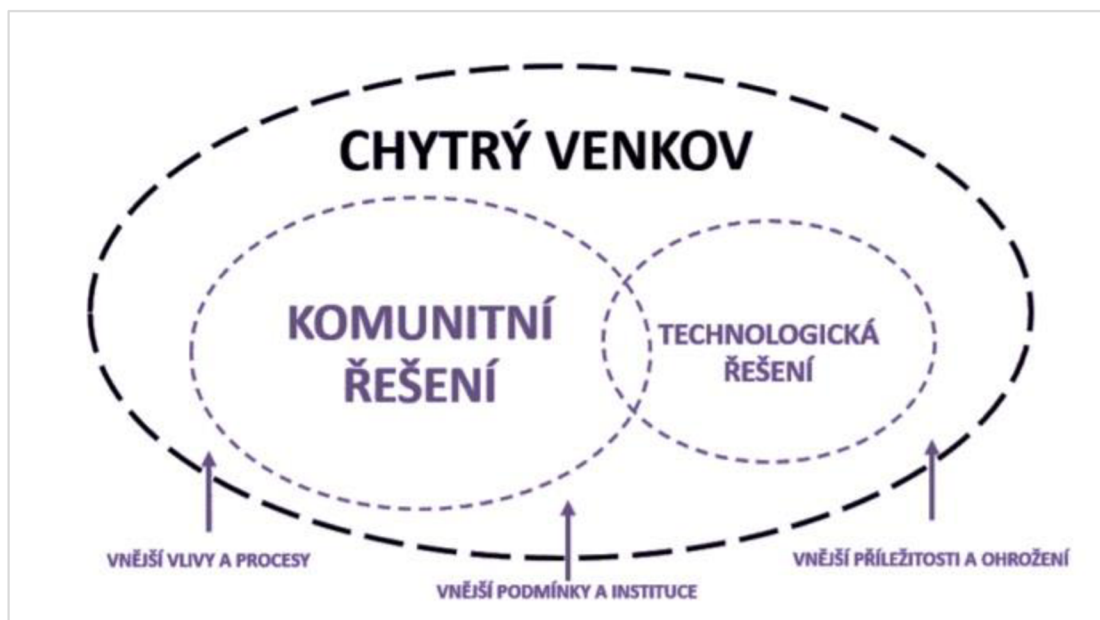 CHYTRÝ VENKOV
KOMUNITNÍ
ŘEŠENÍ
TECHNOLOGICKÁ
ŘEŠENÍ
VNĚJŠÍ VLIVY A PROCESY
VNĚJŠÍ PODMÍNKY A INSTITUCE
VNĚJŠÍ PŘÍLEŽITOSTI A OHROŽENÍ